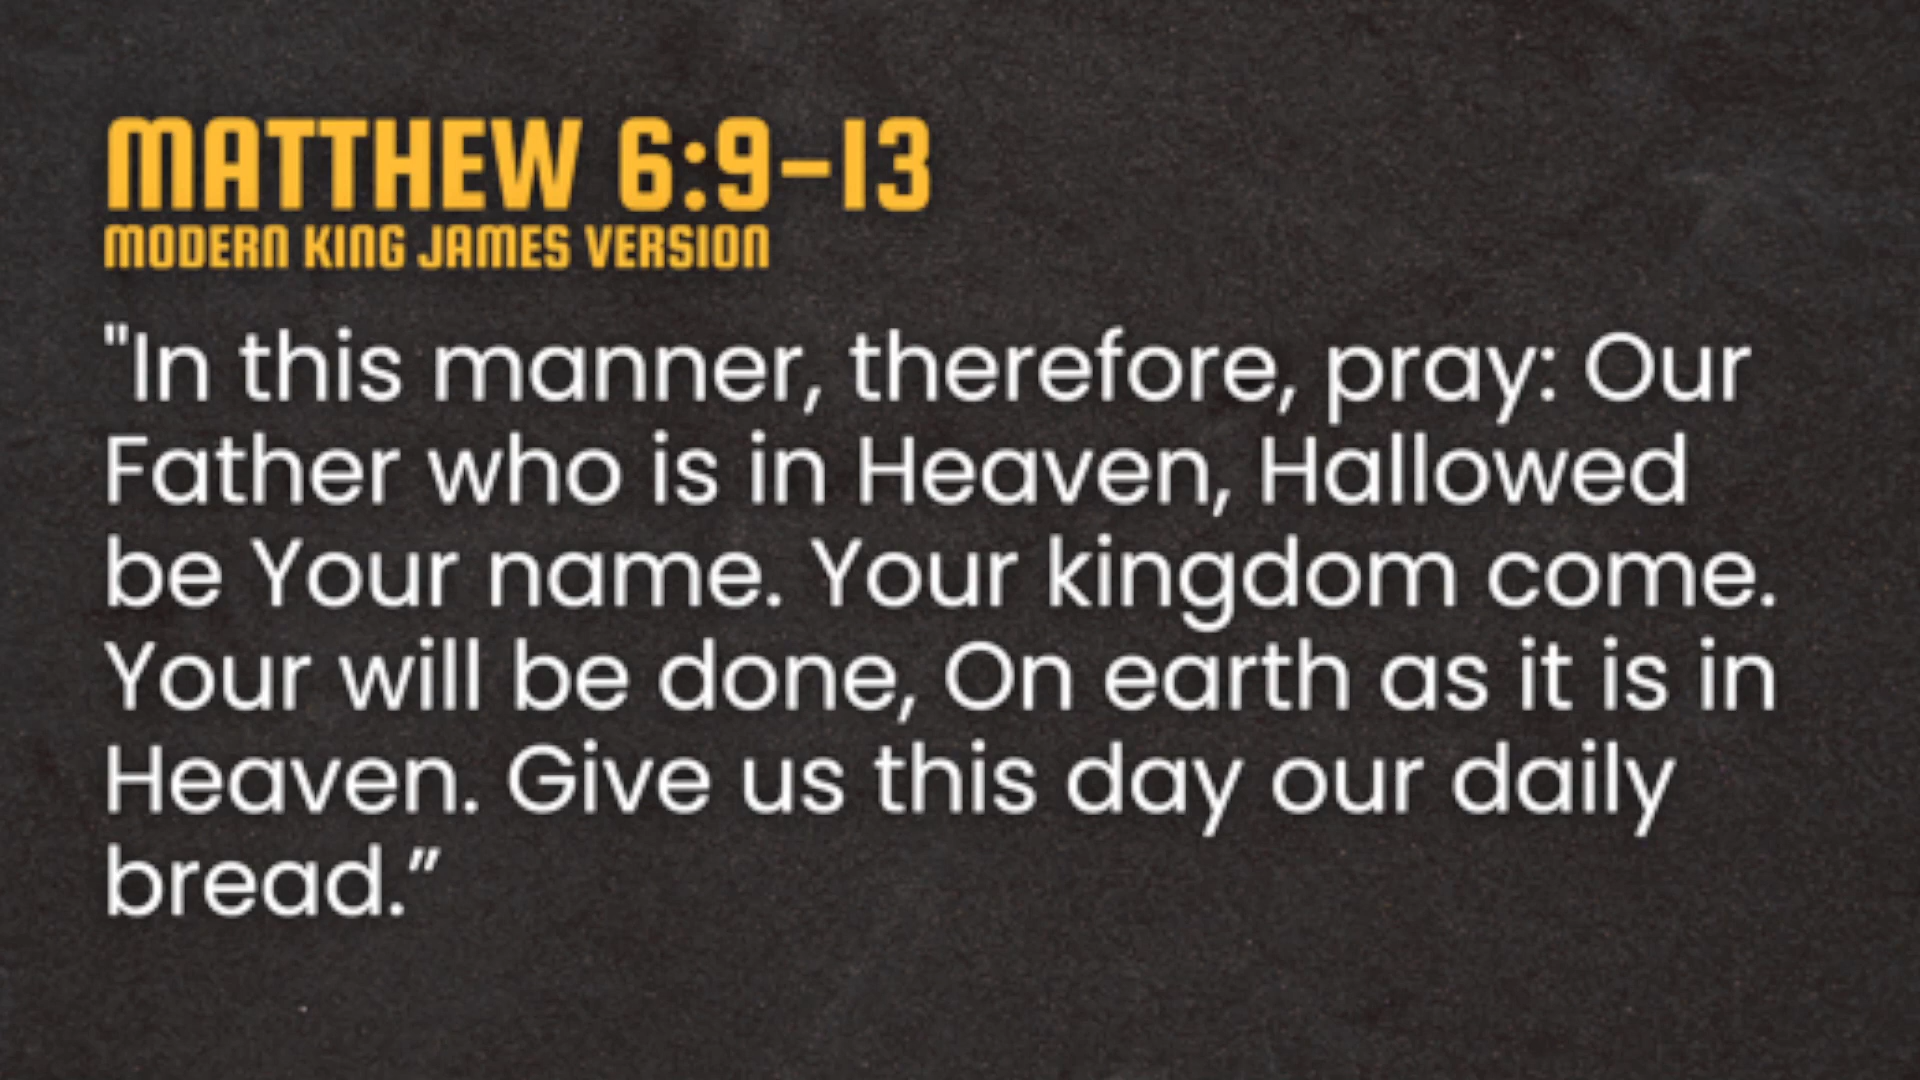 MATTHEW 6:9-13
MODERN KING JAMES VERSION
"In this manner, therefore, pray: Our
Father who is in Heaven, Hallowed
be Your name. Your kingdom come.
Your will be done, On earth as it is in
Heaven. Give us this day our daily
bread.”